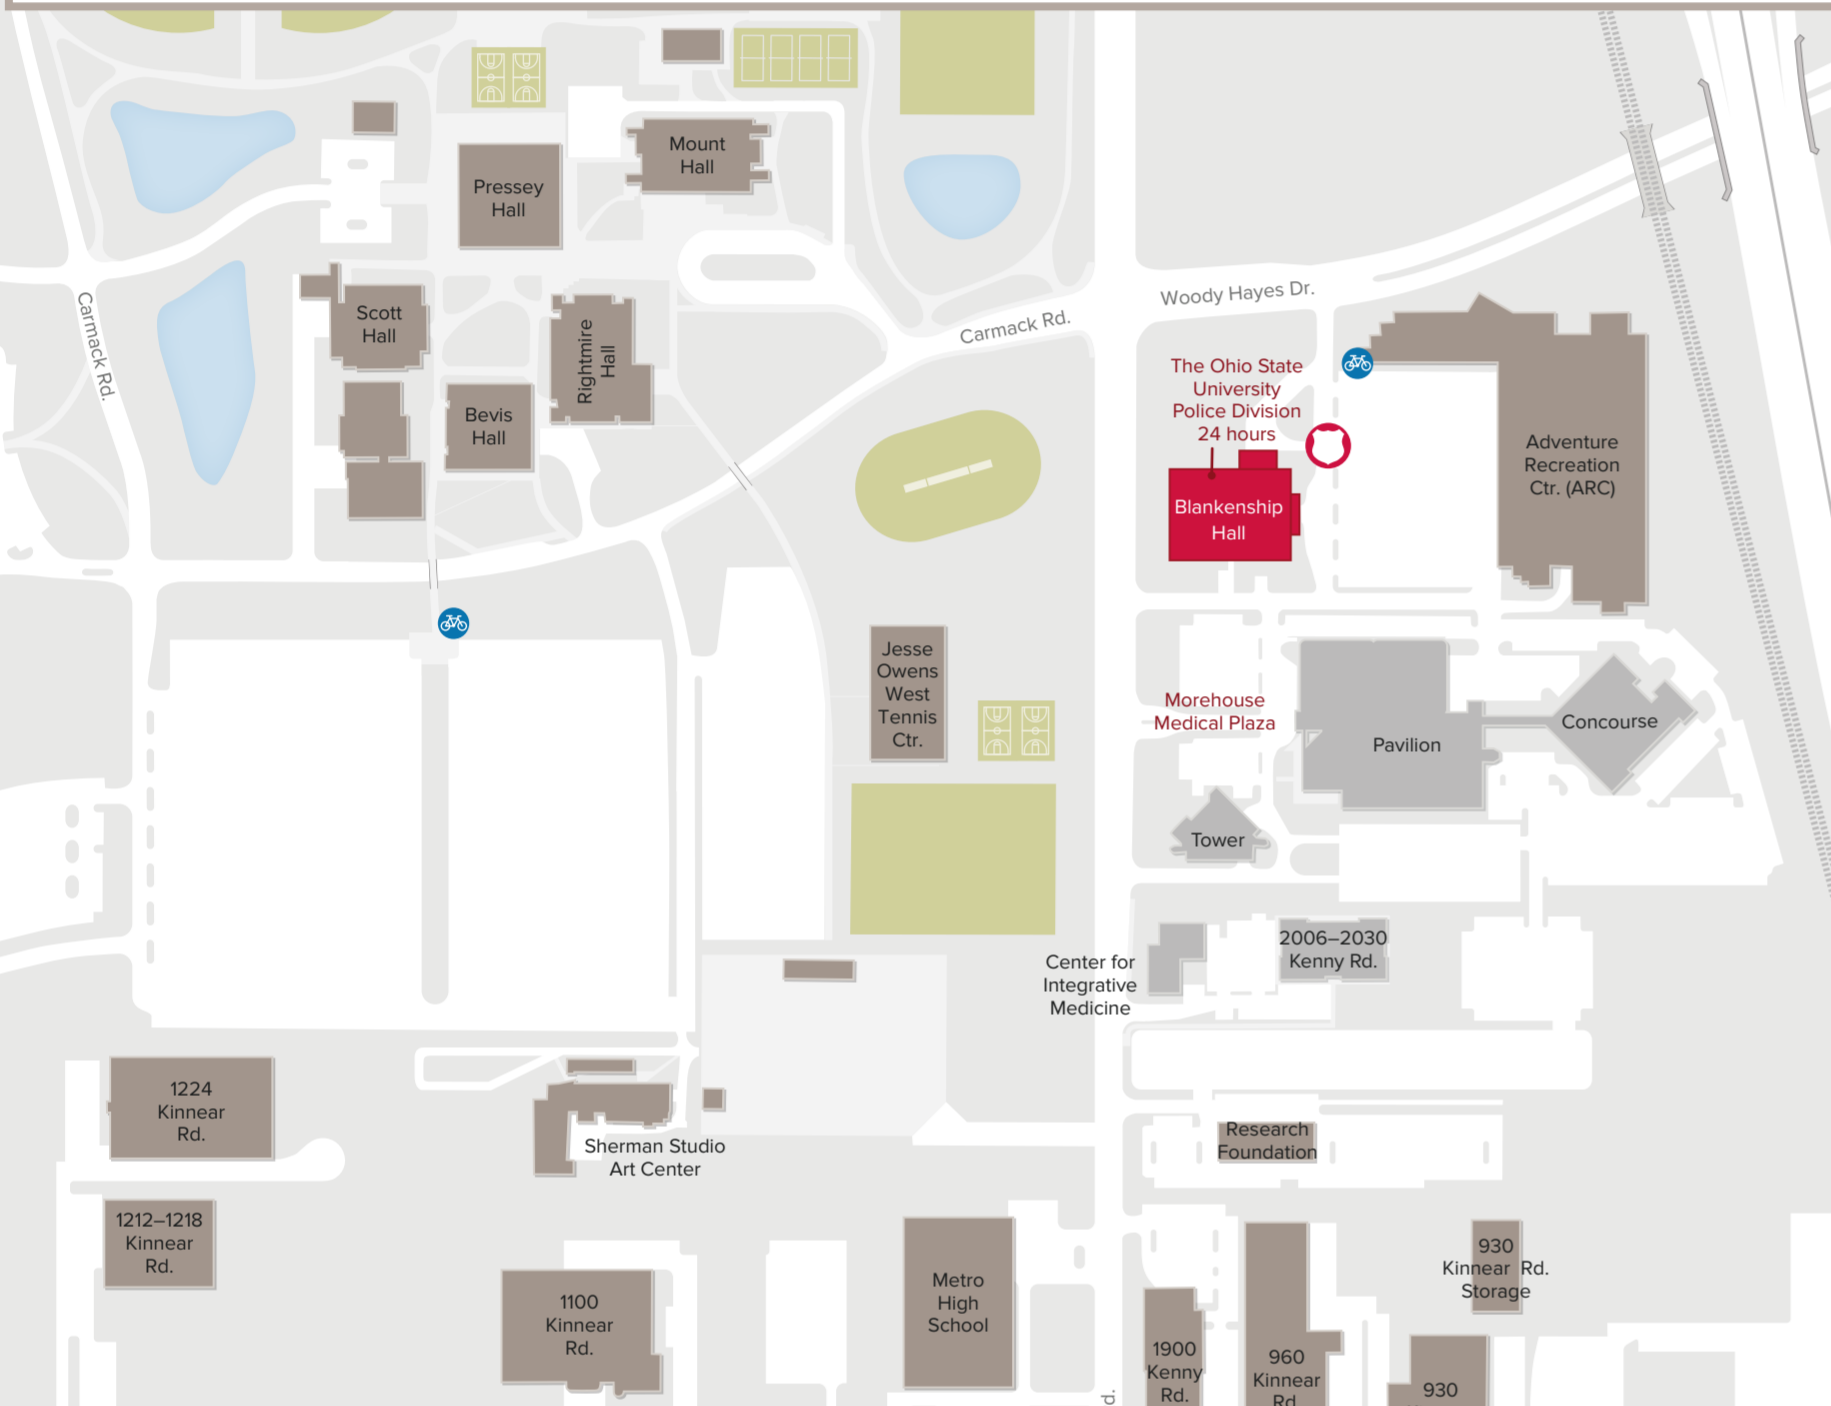 Mount
Hall
Pressey
Hall
Scott
Hall
Rightmire
Hall
Bevis
Hall
Carmack Rd.
Carmack Rd.
Woody Hayes Dr.
The Ohio State
University
Police Division
24 hours
Blankenship
Hall
Adventure
Recreation
Ctr. (ARC)
Jesse
Owens
West
Tennis
Ctr.
Morehouse
Medical Plaza
Pavilion
Concourse
Tower
Center for
Integrative
Medicine
2006–2030
Kenny Rd.
1224
Kinnear
Rd.
Sherman Studio
Art Center
Research
Foundation
1212–1218
Kinnear
Rd.
1100
Kinnear
Rd.
Metro
High
School
930
Kinnear Rd.
Storage
1900
Kenny
Rd.
960
Kinnear
Rd
930
d.